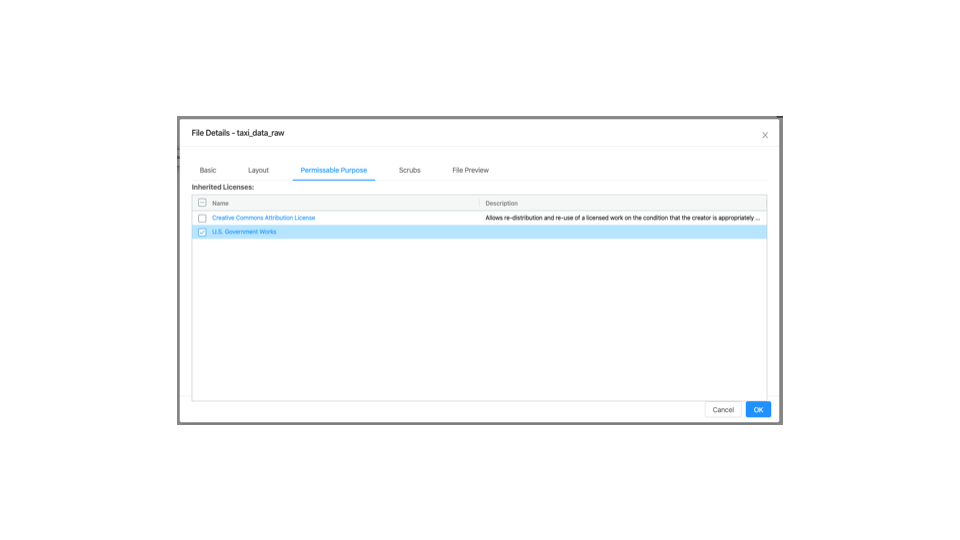 File Details - taxi_data_raw
Basic Layout Permissable Purpose Scrubs File Preview
Inherited Licenses:
Name Description
Creative Commons Attribution License Allows re-distribution and re-use of a licensed work on the condition that the creator is appropriately ...
U.S. Government Works
Cancel OK